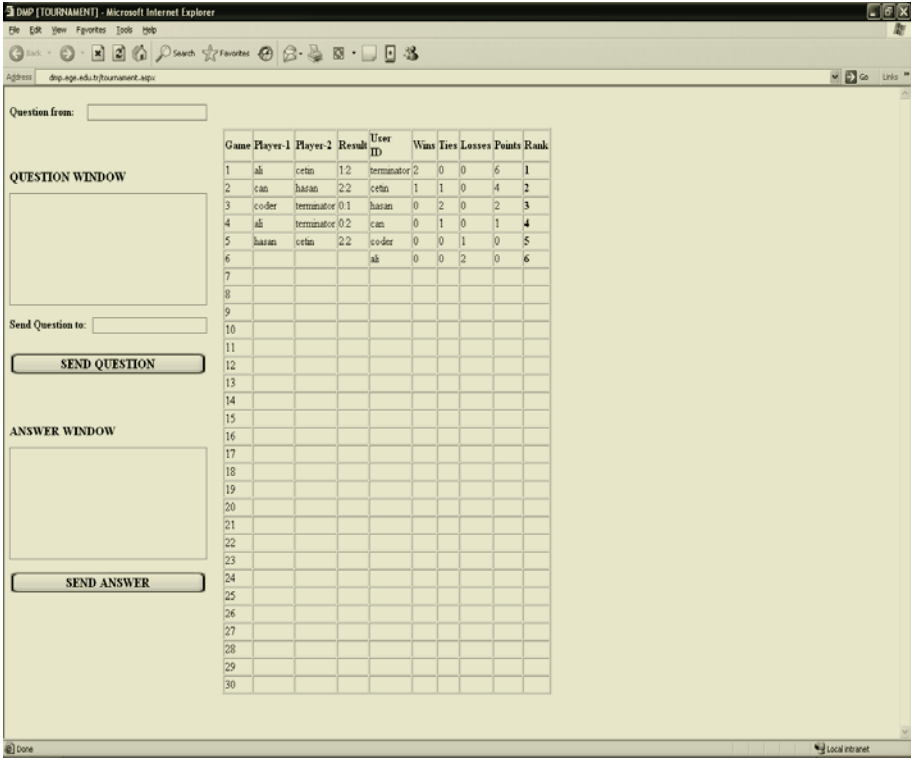 DMP [TOURNAMENT] - Microsoft Internet Explorer
File Edit View Favorites Tools Help
Back Search Favorites
Address dmp.ege.edu.tr/tournament.aspx Go Links
Question from:
QUESTION WINDOW
Send Question to:
SEND QUESTION
ANSWER WINDOW
SEND ANSWER
Game Player-1 Player-2 Result User ID Wins Ties Losses Points Rank
1 ali cetin 1:2 terminator 2 0 0 6 1
2 can hasan 2:2 cetin 1 1 0 4 2
3 coder terminator 0:1 hasan 0 2 0 2 3
4 ali terminator 0:2 can 0 1 0 1 4
5 hasan cetin 2:2 coder 0 0 1 0 5
6 ali 0 0 2 0 6
7
8
9
10
11
12
13
14
15
16
17
18
19
20
21
22
23
24
25
26
27
28
29
30
Done Local intranet